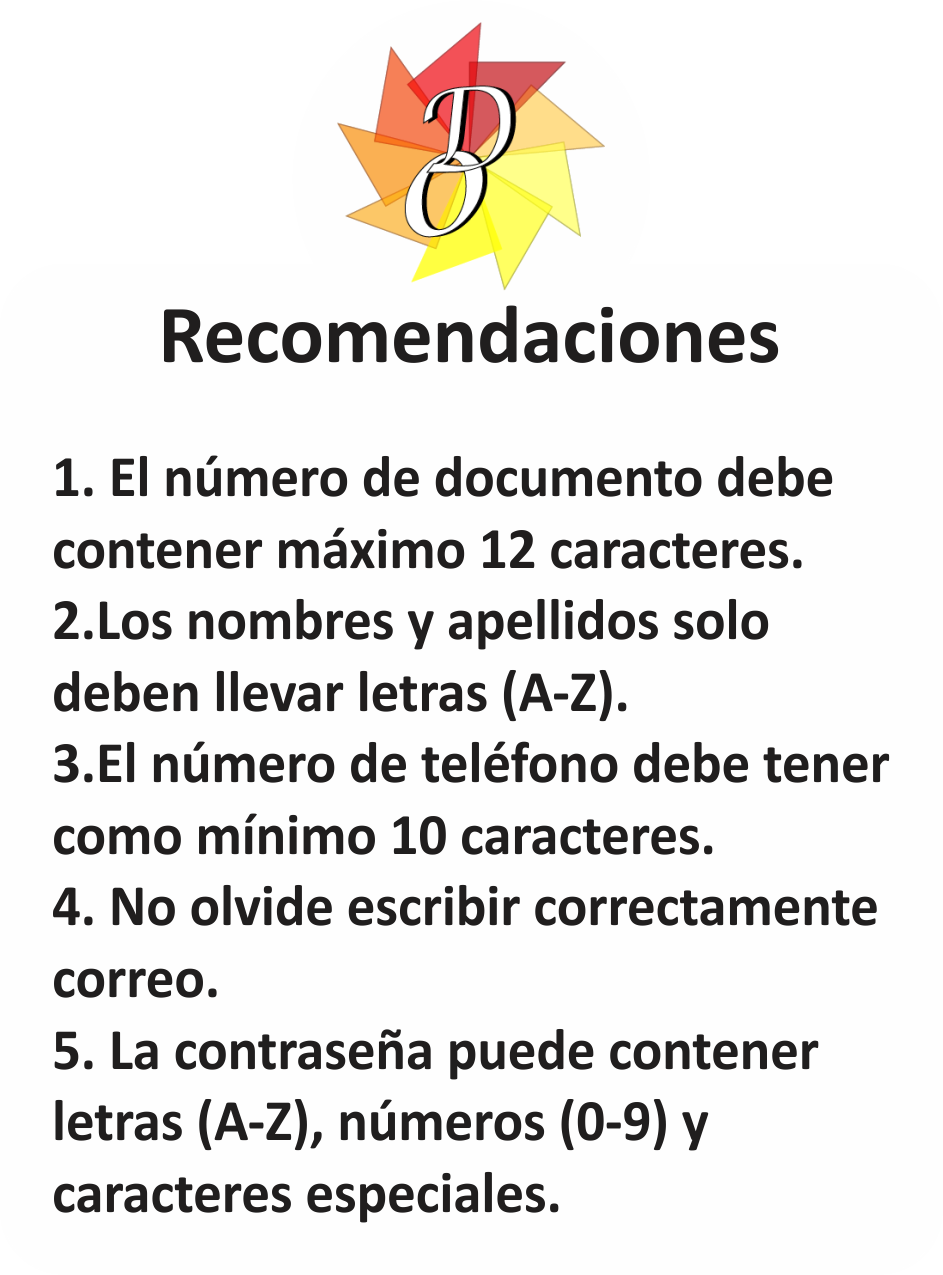 DO
Recomendaciones
1. El número de documento debe
contener máximo 12 caracteres.
2.Los nombres y apellidos solo
deben llevar letras (A-Z).
3.El número de teléfono debe tener
como mínimo 10 caracteres.
4. No olvide escribir correctamente
correo.
5. La contraseña puede contener
letras (A-Z), números (0-9) y
caracteres especiales.